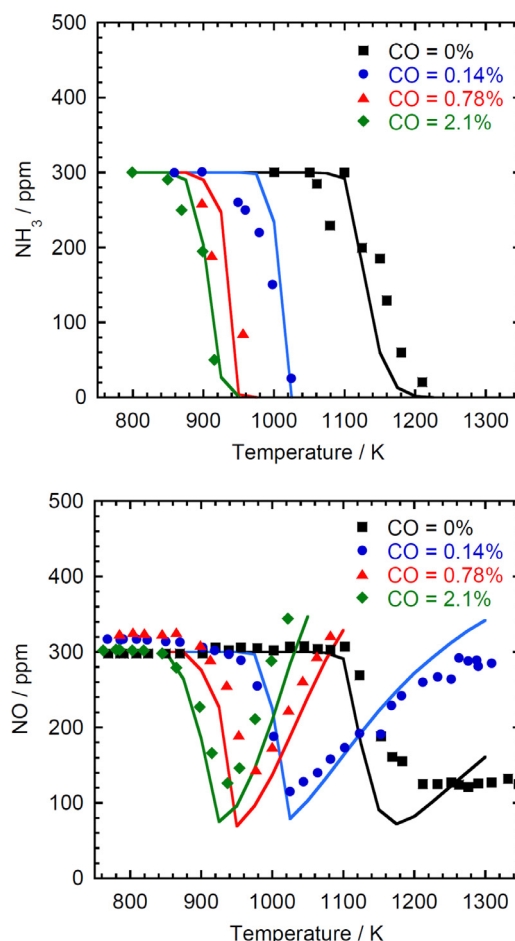 500
CO = 0%
CO = 0.14%
400
CO = 0.78%
CO = 2.1%
300
NH3 / ppm
200
100
0
800 900 1000 1100 1200 1300
Temperature / K
500
CO = 0%
CO = 0.14%
400
CO = 0.78%
CO = 2.1%
300
NO / ppm
200
100
0
800 900 1000 1100 1200 1300
Temperature / K